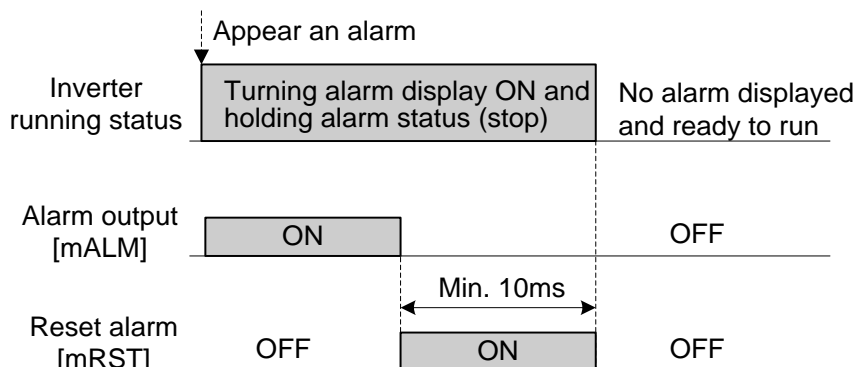 Appear an alarm
Inverter
running status
Turning alarm display ON and
holding alarm status (stop)
No alarm displayed
and ready to run
Alarm output
[mALM]
ON
OFF
Min. 10ms
Reset alarm
[mRST]
OFF
ON
OFF